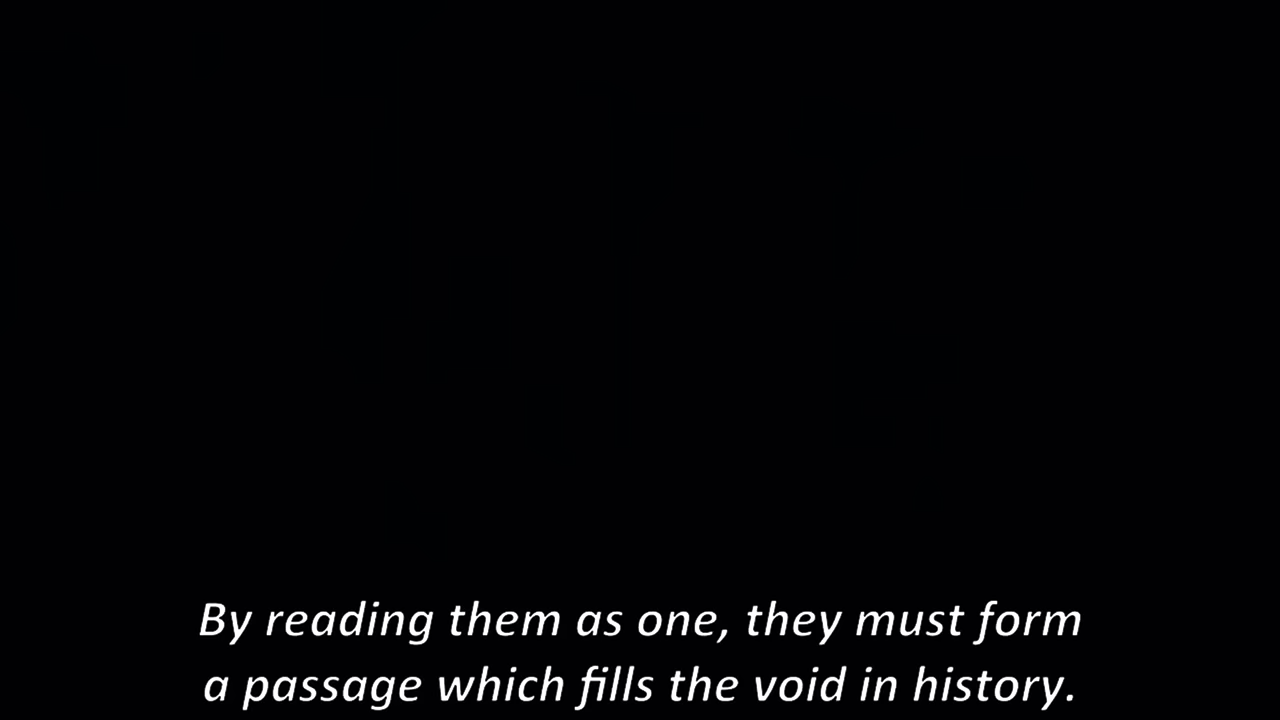 By reading them as one, they must form
a passage which fills the void in history.